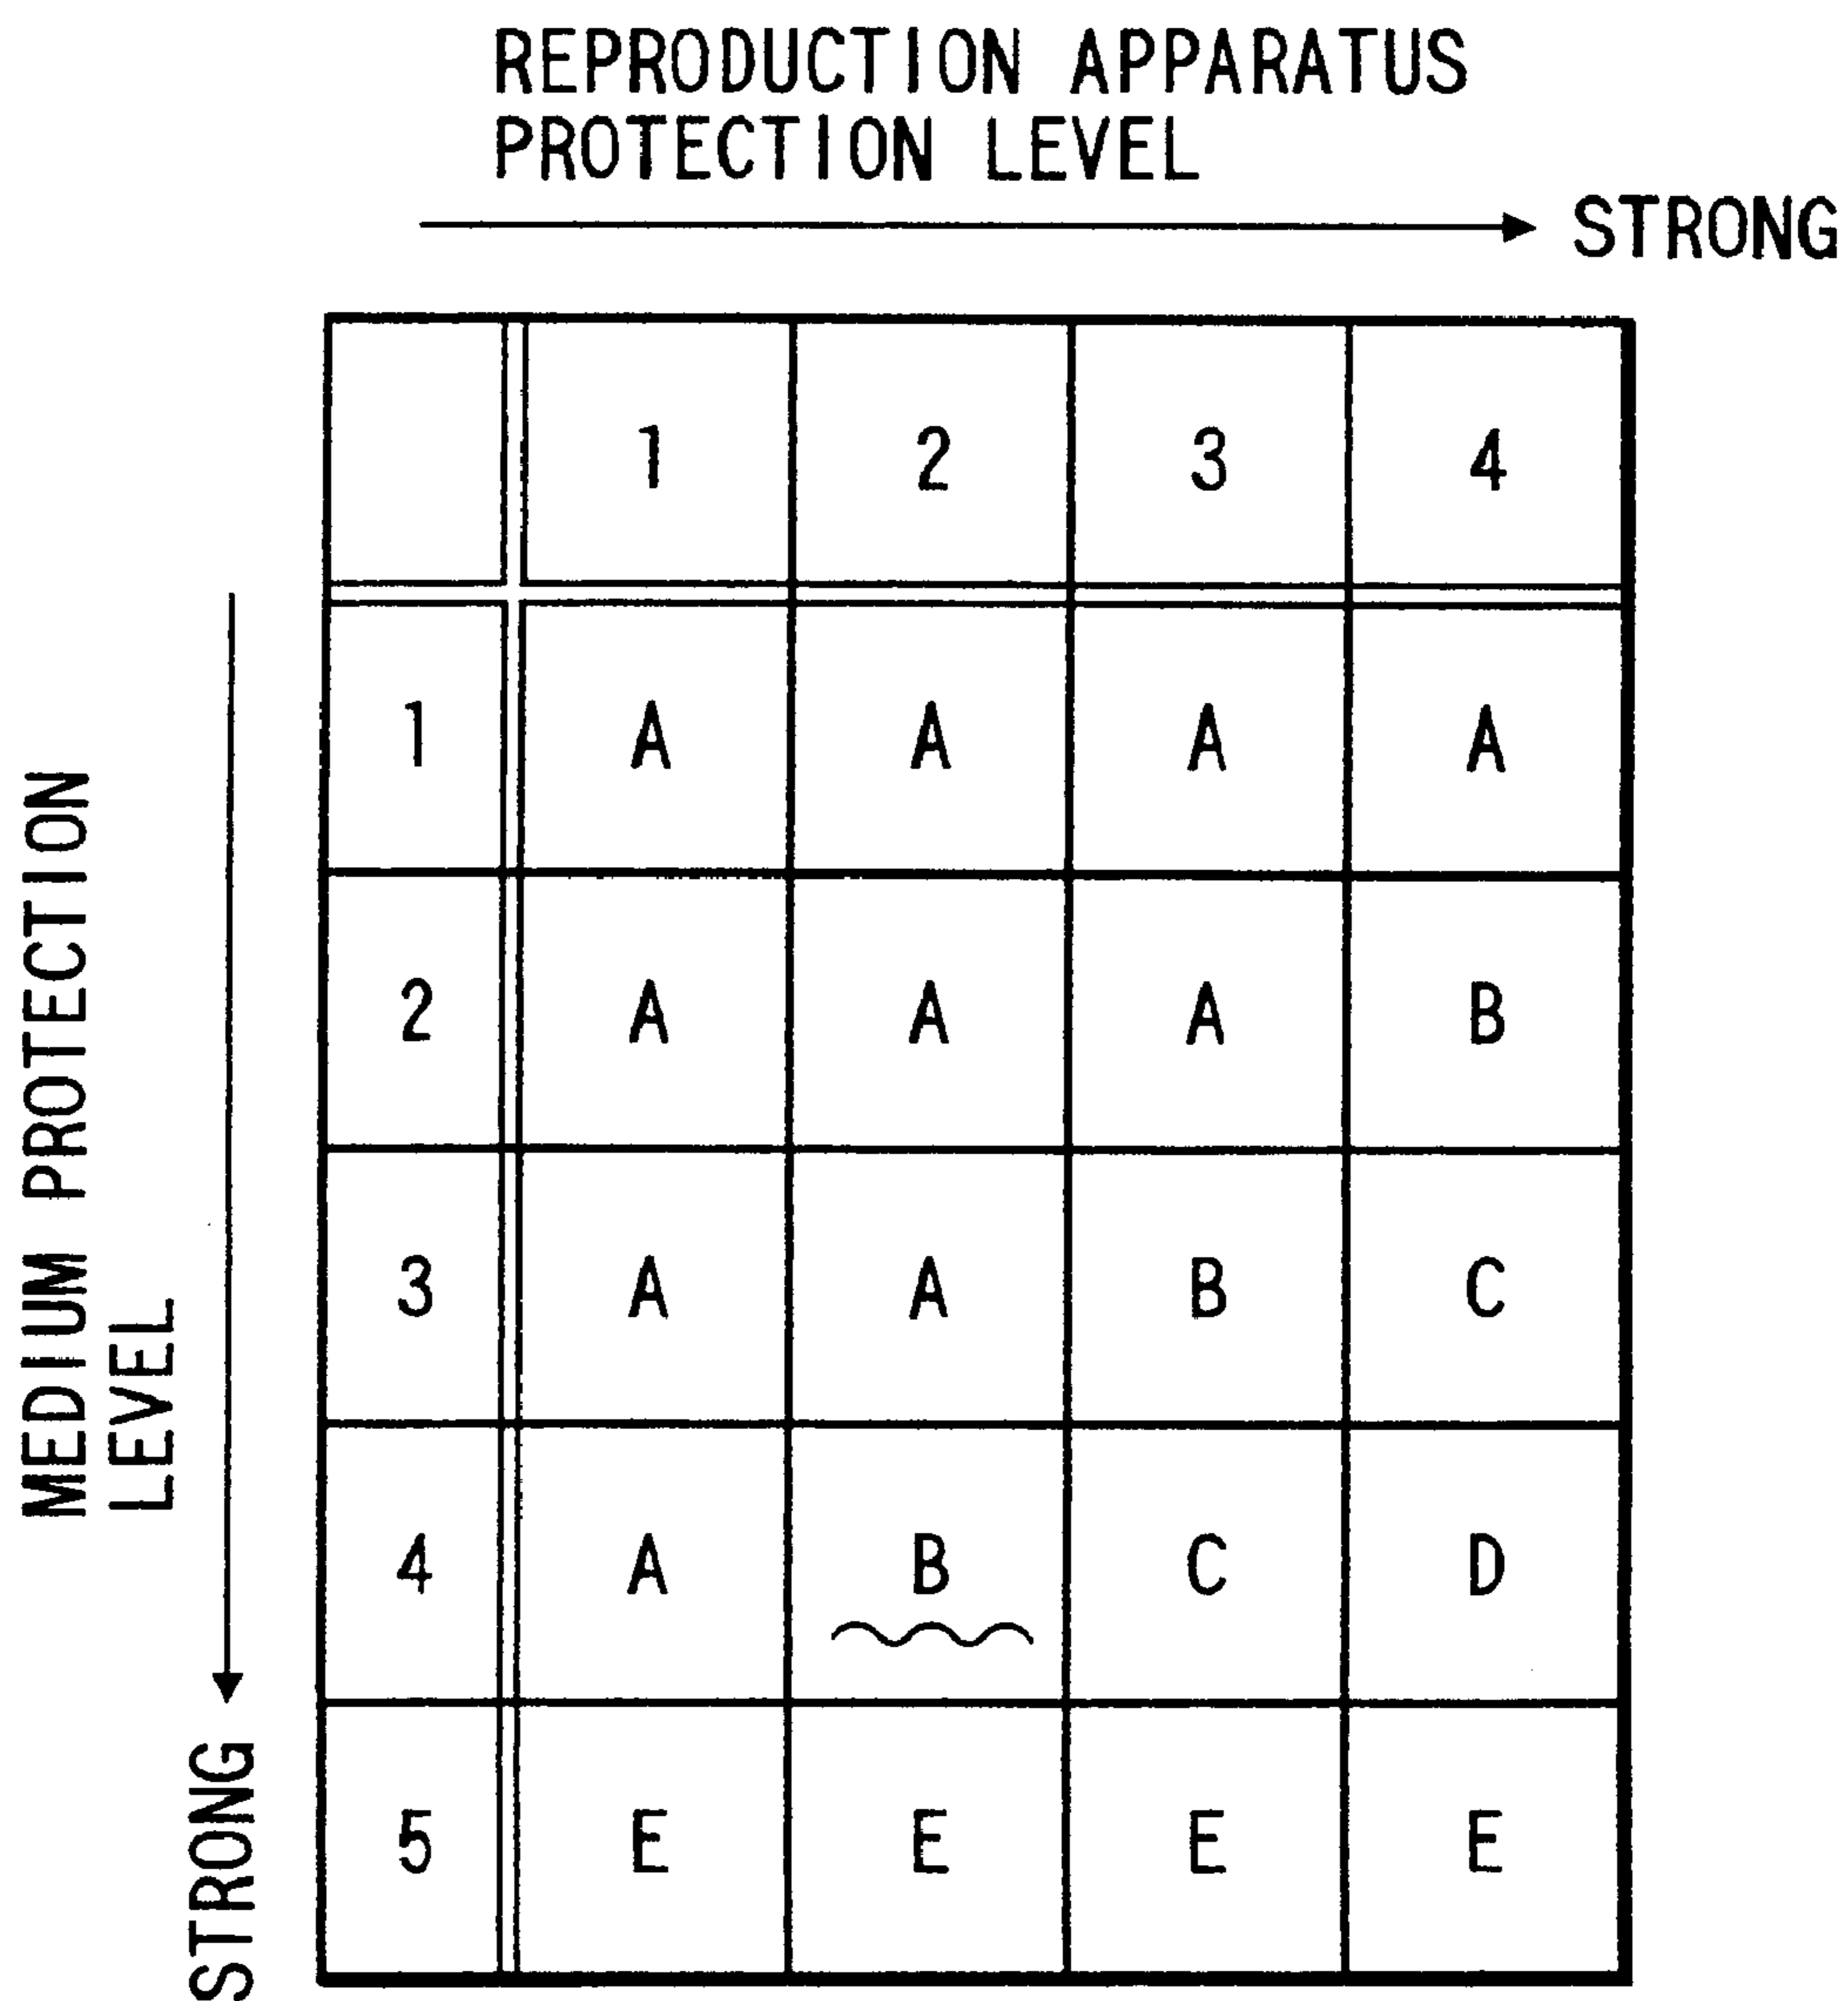 REPRODUCTION APPARATUS
PROTECTION LEVEL
STRONG
1 2 3 4
1 A A A A
2 A A A B
3 A A B C
4 A B C D
5 E E E E
MEDIUM PROTECTION
LEVEL
STRONG